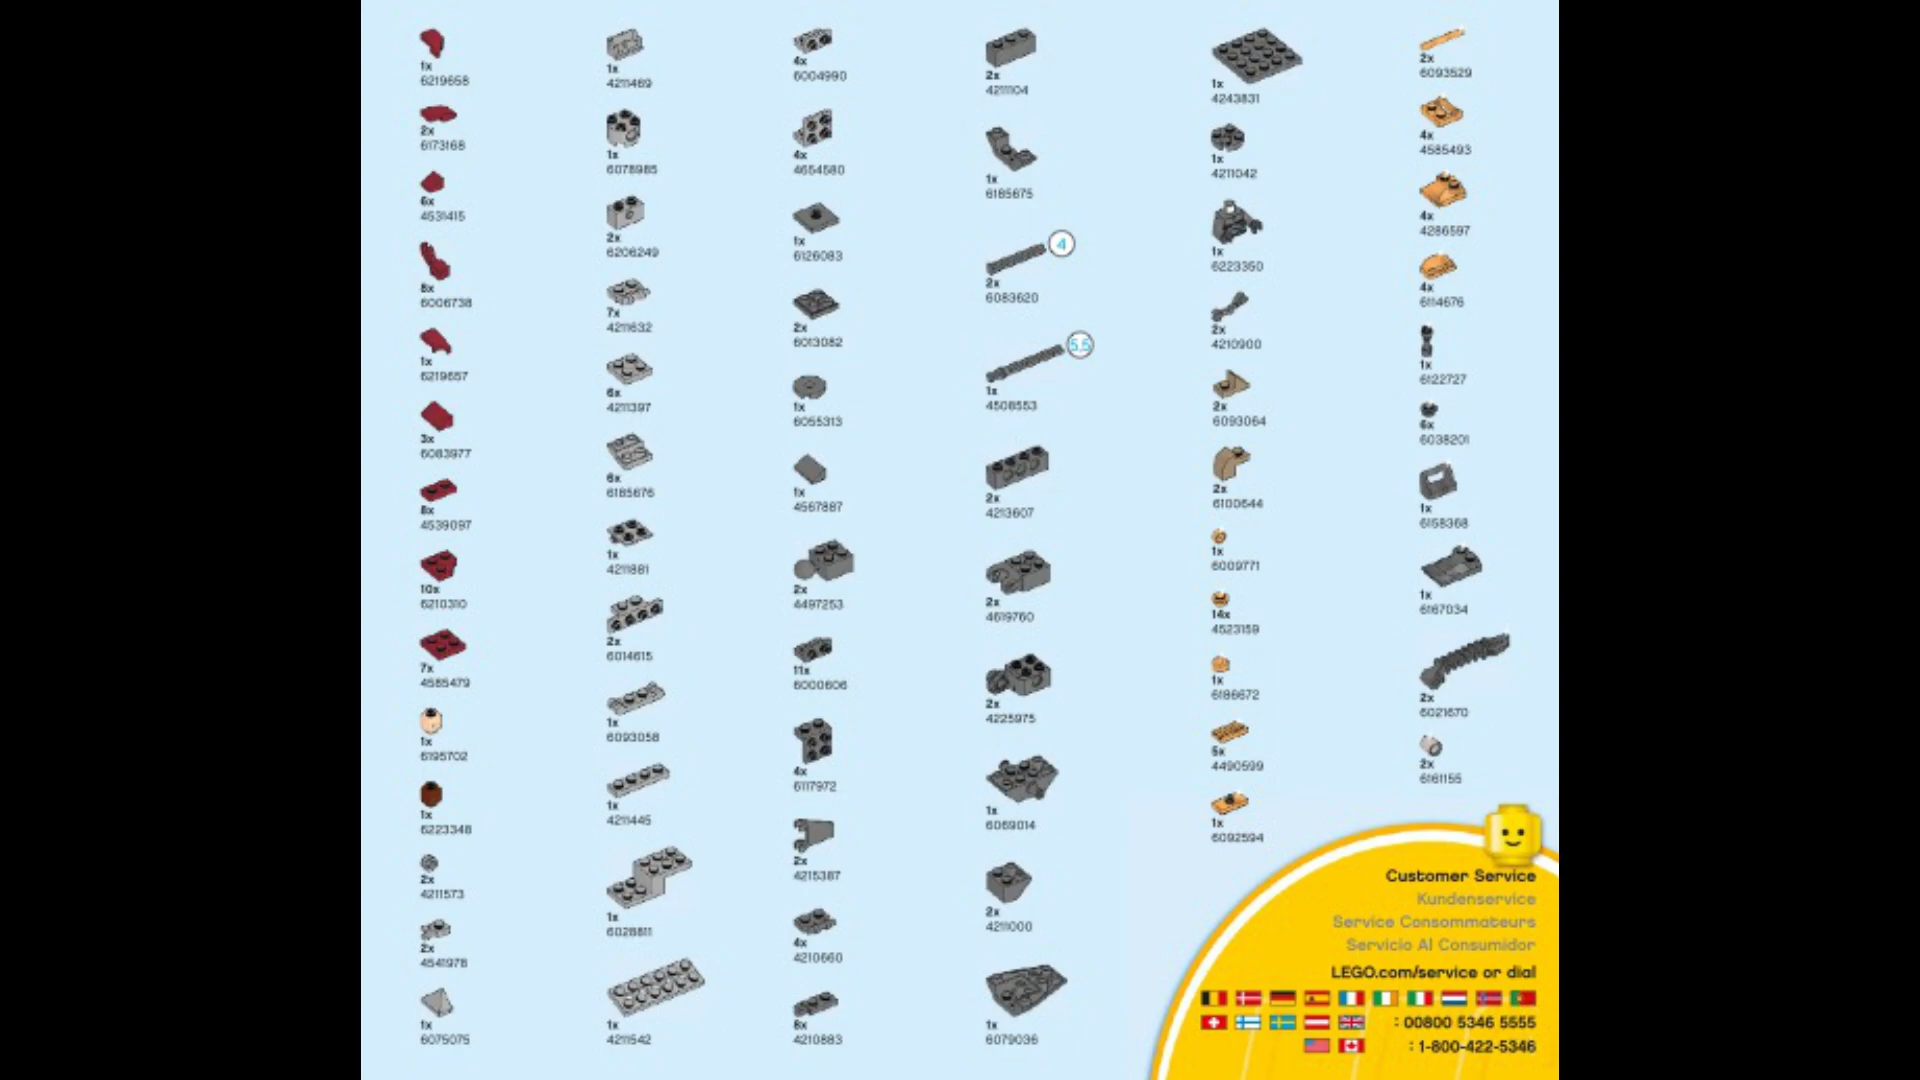 1x
6219658
2x
6173168
6x
4531415
8x
6006738
1x
6219657
3x
6083977
8x
4539097
10x
6210310
7x
4585479
1x
6195702
1x
6223348
2x
4211573
2x
4541978
1x
6075075
1x
4211469
1x
6078985
2x
6206249
7x
4211632
6x
4211397
6x
6185676
1x
4211881
2x
6014615
1x
6093058
1x
4211445
1x
6028811
1x
4211542
4x
6004990
4x
4654580
1x
6126083
2x
6013082
1x
6055313
1x
4567887
2x
4497253
11x
6000606
4x
6117972
2x
4215387
4x
4210660
8x
4210883
2x
4211104
1x
6185675
4
2x
6083620
5.5
1x
4508553
2x
4213607
2x
4619760
2x
4225975
1x
6069014
2x
4211000
1x
6079036
1x
4243831
1x
4211042
1x
6223350
2x
4210900
2x
6093064
2x
6100644
1x
6009771
14x
4523159
1x
6186672
5x
4490599
1x
6092594
2x
6093529
4x
4585493
4x
4286597
4x
6114676
1x
6122727
6x
6038201
1x
6158368
1x
6167034
2x
6021670
2x
6161155
Customer Service
Kundenservice
Service Consommateurs
Servicio Al Consumidor
LEGO.com/service or dial
: 00800 5346 5555
: 1-800-422-5346